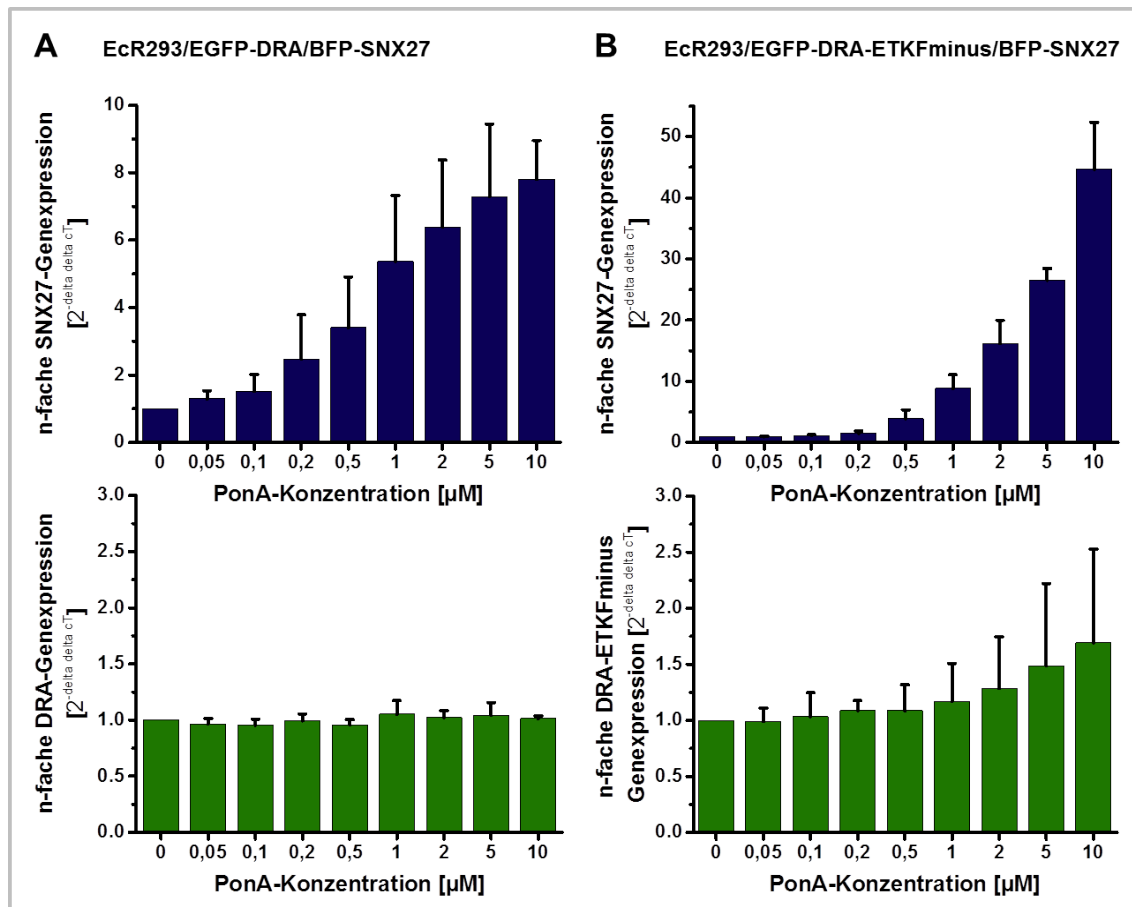 A EcR293/EGFP-DRA/BFP-SNX27
n-fache SNX27-Genexpression
[2^-delta delta cT]
10
8
6
4
2
0
0 0,05 0,1 0,2 0,5 1 2 5 10
PonA-Konzentration [µM]
n-fache DRA-Genexpression
[2^-delta delta cT]
3.0
2.5
2.0
1.5
1.0
0.5
0.0
0 0,05 0,1 0,2 0,5 1 2 5 10
PonA-Konzentration [µM]
B EcR293/EGFP-DRA-ETKFminus/BFP-SNX27
n-fache SNX27-Genexpression
[2^-delta delta cT]
50
40
30
20
10
0
0 0,05 0,1 0,2 0,5 1 2 5 10
PonA-Konzentration [µM]
n-fache DRA-ETKFminus
Genexpression [2^-delta delta cT]
3.0
2.5
2.0
1.5
1.0
0.5
0.0
0 0,05 0,1 0,2 0,5 1 2 5 10
PonA-Konzentration [µM]